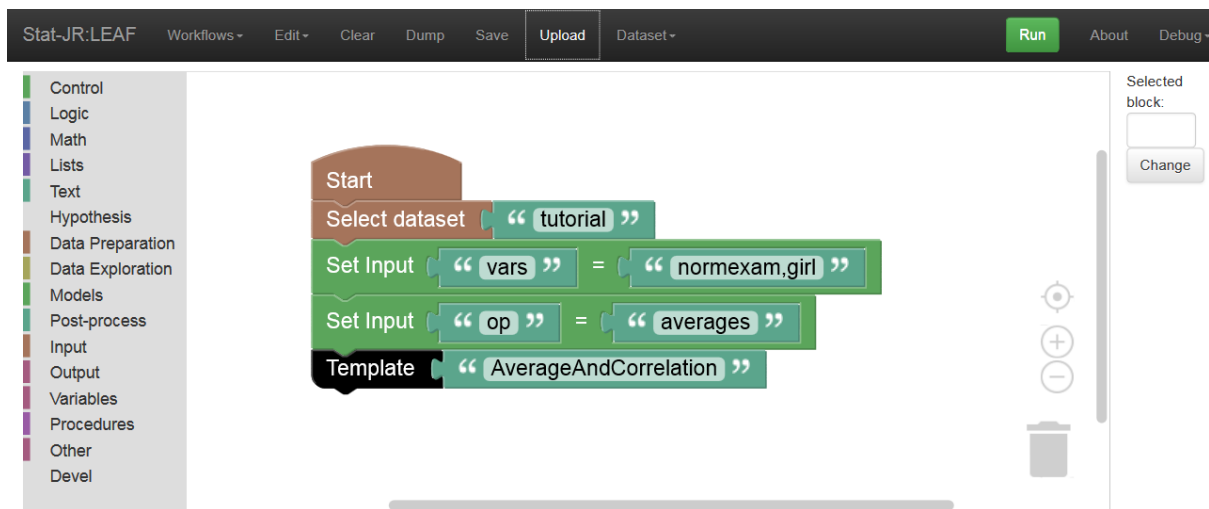 Stat-JR:LEAF Workflows Edit Clear Dump Save Upload Dataset Run About Debug
Control
Logic
Math
Lists
Text
Hypothesis
Data Preparation
Data Exploration
Models
Post-process
Input
Output
Variables
Procedures
Other
Devel
Start
Select dataset “ tutorial ”
Set Input “ vars ” = “ normexam,girl ”
Set Input “ op ” = “ averages ”
Template “ AverageAndCorrelation ”
Selected
block:
Change